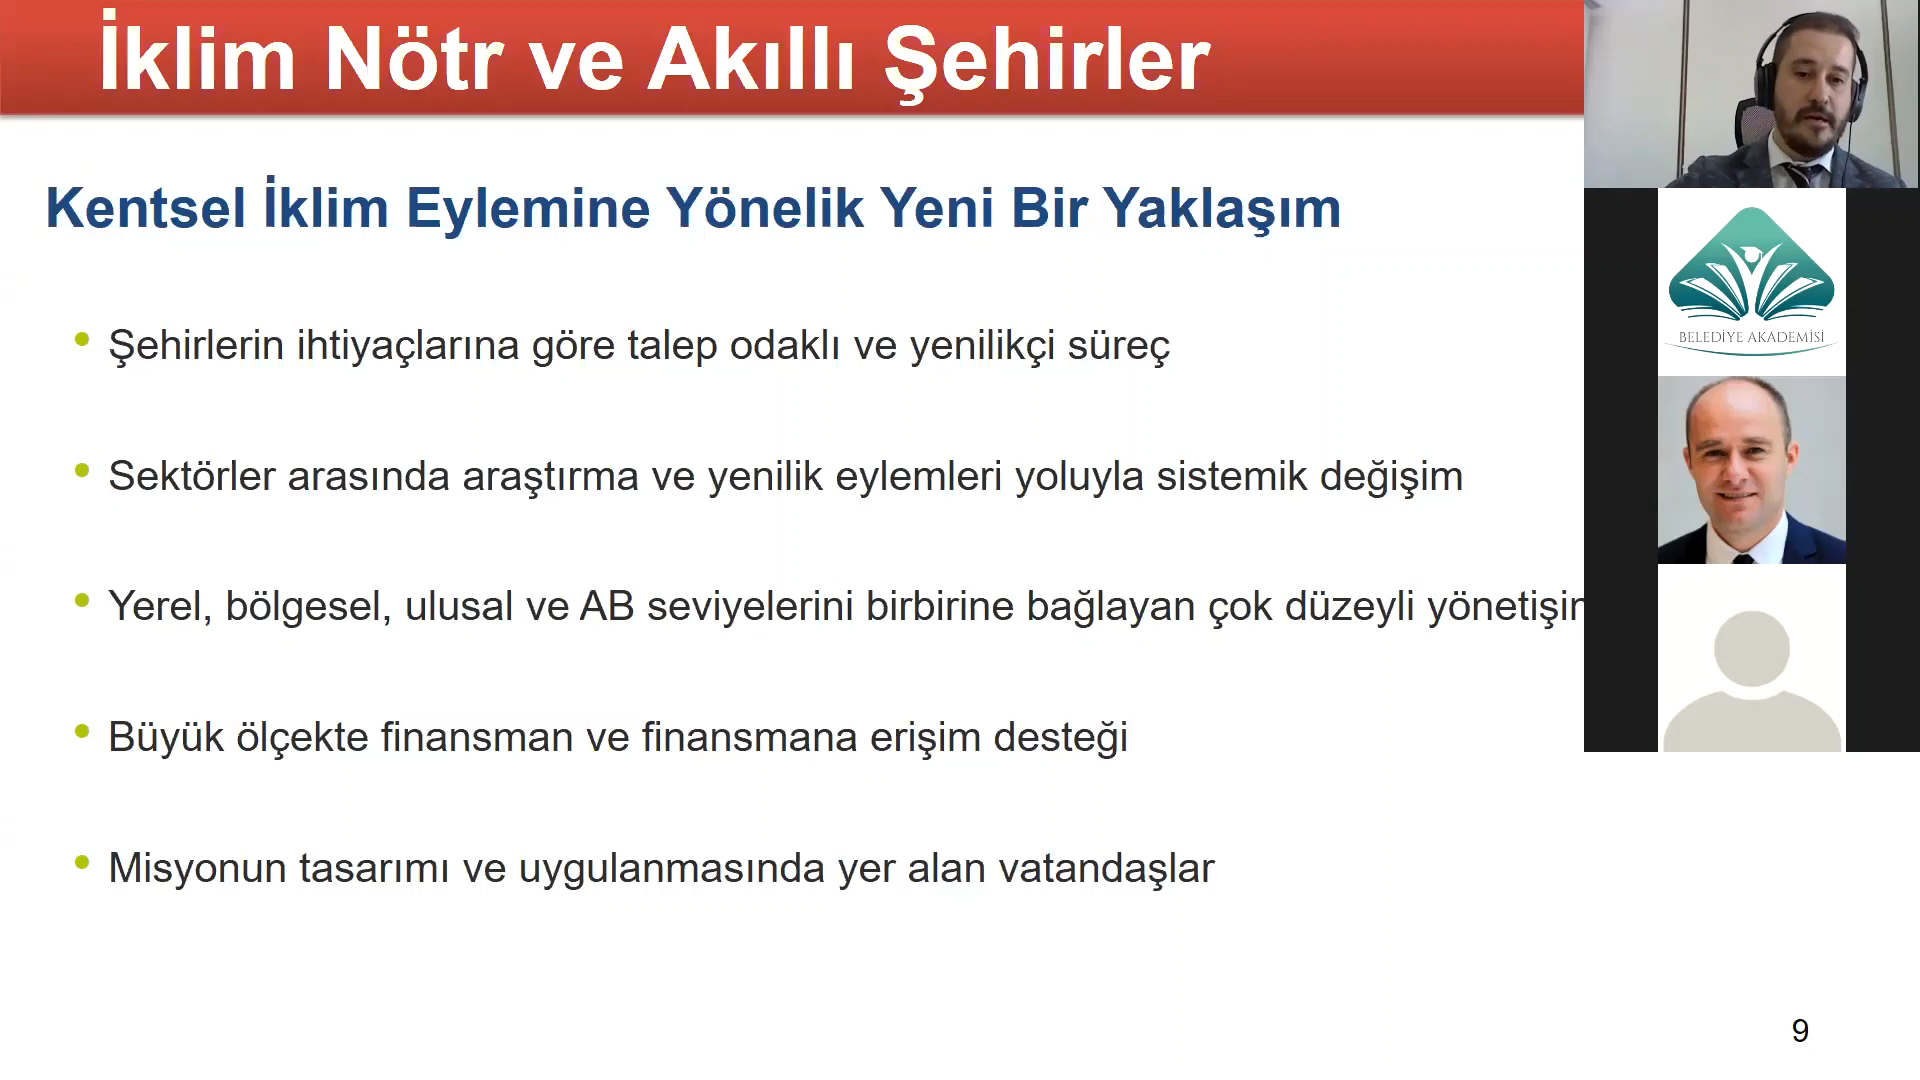 İklim Nötr ve Akıllı Şehirler
Kentsel İklim Eylemine Yönelik Yeni Bir Yaklaşım
• Şehirlerin ihtiyaçlarına göre talep odaklı ve yenilikçi süreç
• Sektörler arasında araştırma ve yenilik eylemleri yoluyla sistemik değişim
• Yerel, bölgesel, ulusal ve AB seviyelerini birbirine bağlayan çok düzeyli
• Büyük ölçekte finansman ve finansmana erişim desteği
• Misyonun tasarımı ve uygulanmasında yer alan vatandaşlar
BELEDİYE AKADEMİSİ
9